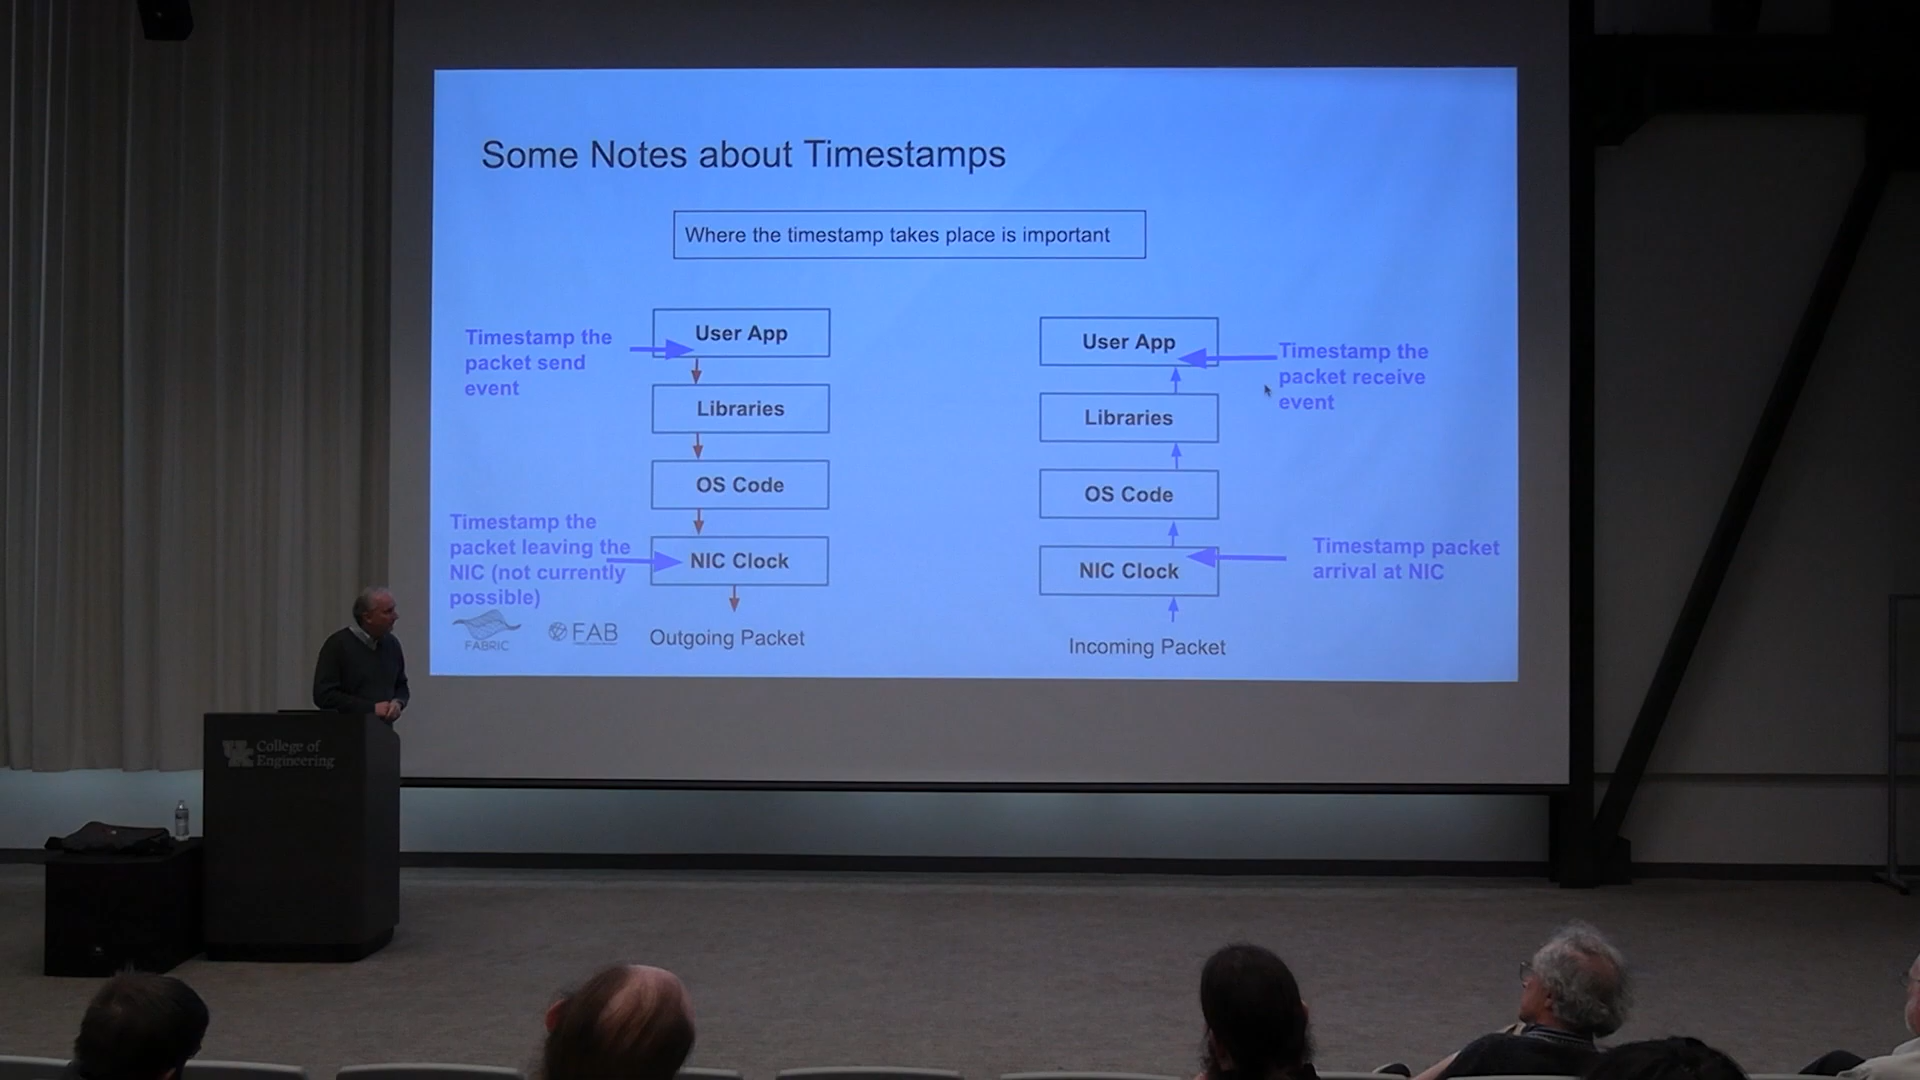 Some Notes about Timestamps
Where the timestamp takes place is important
Timestamp the
packet send
event
User App
Libraries
OS Code
Timestamp the
packet leaving the
NIC (not currently
possible)
NIC Clock
Outgoing Packet
FABRIC
FAB
User App
Timestamp the
packet receive
event
Libraries
OS Code
NIC Clock
Timestamp packet
arrival at NIC
Incoming Packet
College of
Engineering